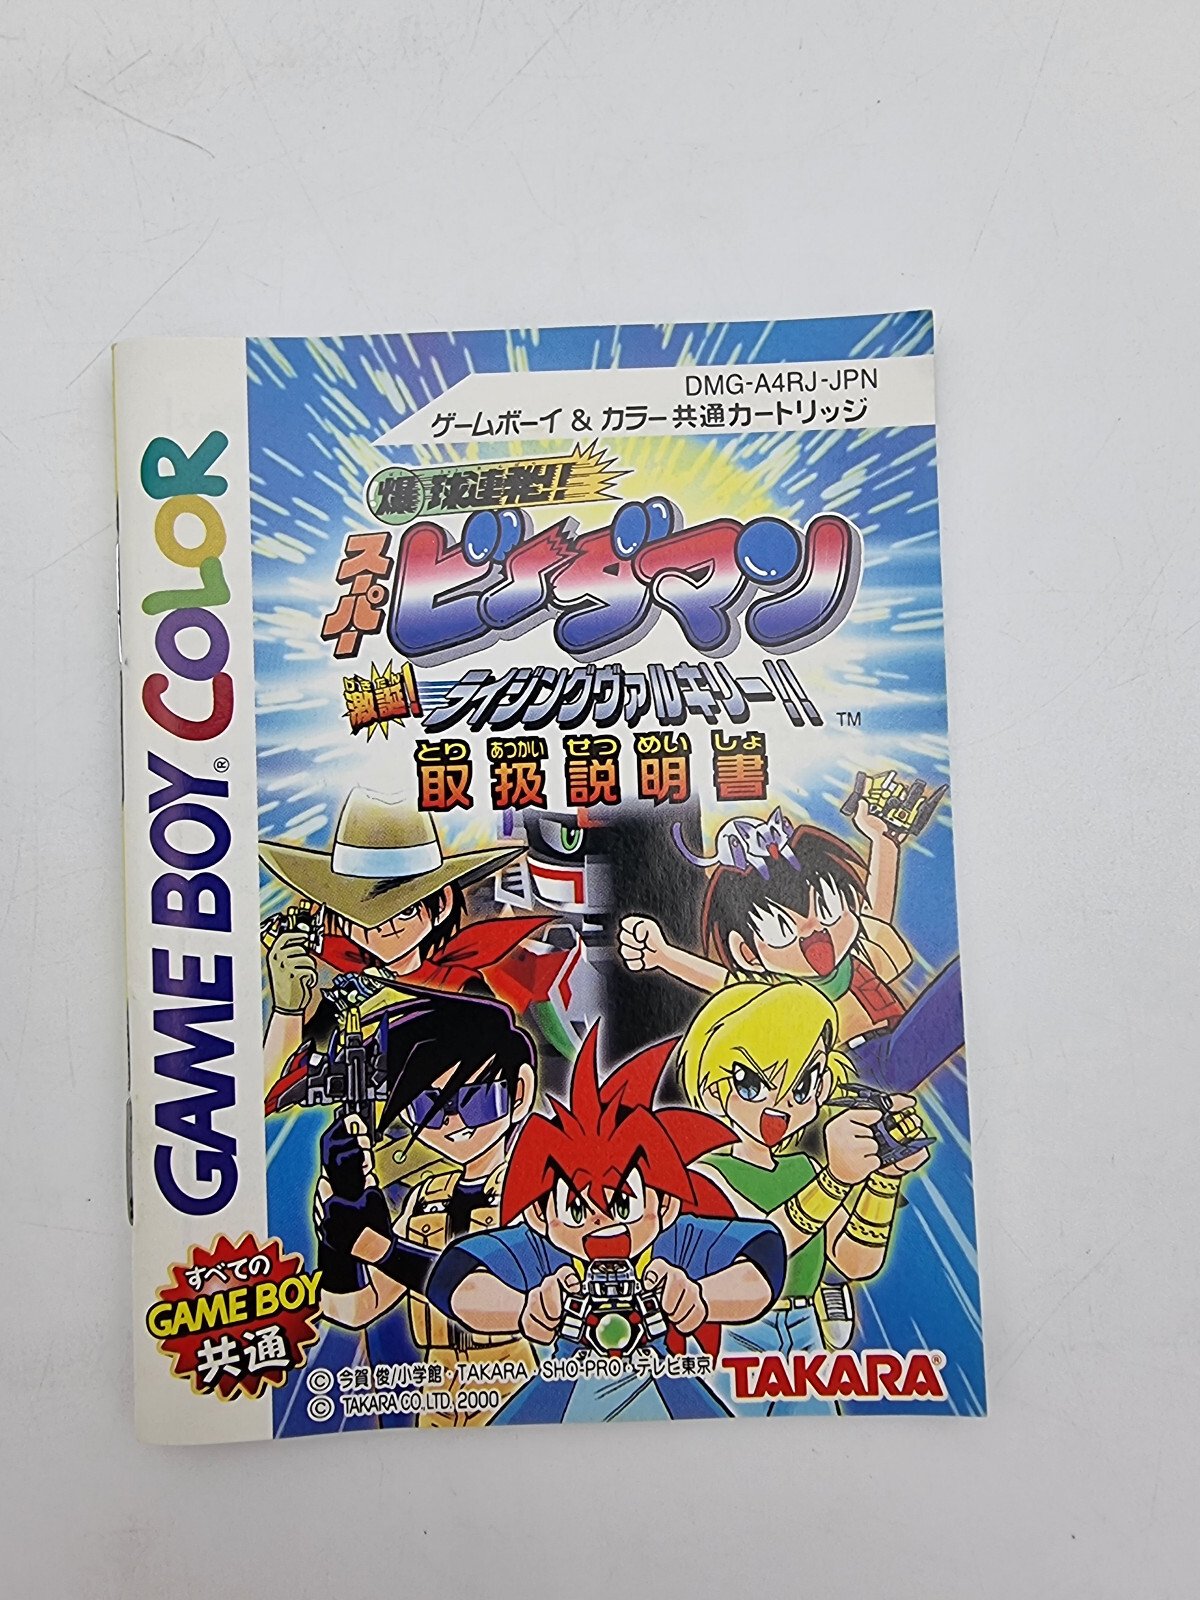 DMG-A4RJ-JPN
ゲームボーイ & カラー共通カートリッジ
爆球連発!!
スーパー
ビーダマン
げきたん
激誕!
ライジングヴァルキリー!! TM
とり あつかい せつ めい しょ
取扱説明書
GAME BOY® COLOR
すべての
GAME BOY
共通
© 今賀 俊/小学館・TAKARA・SHO-PRO・テレビ東京
© TAKARA CO., LTD. 2000
TAKARA®